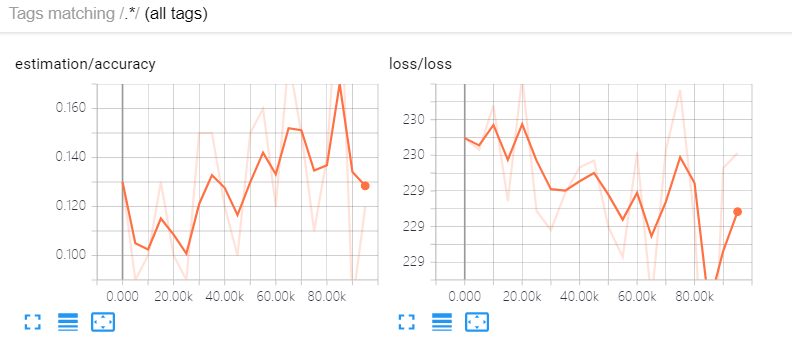 Tags matching /.*/ (all tags)
estimation/accuracy
0.160
0.140
0.120
0.100
0.000 20.00k 40.00k 60.00k 80.00k
loss/loss
230
230
229
229
229
0.000 20.00k 40.00k 60.00k 80.00k